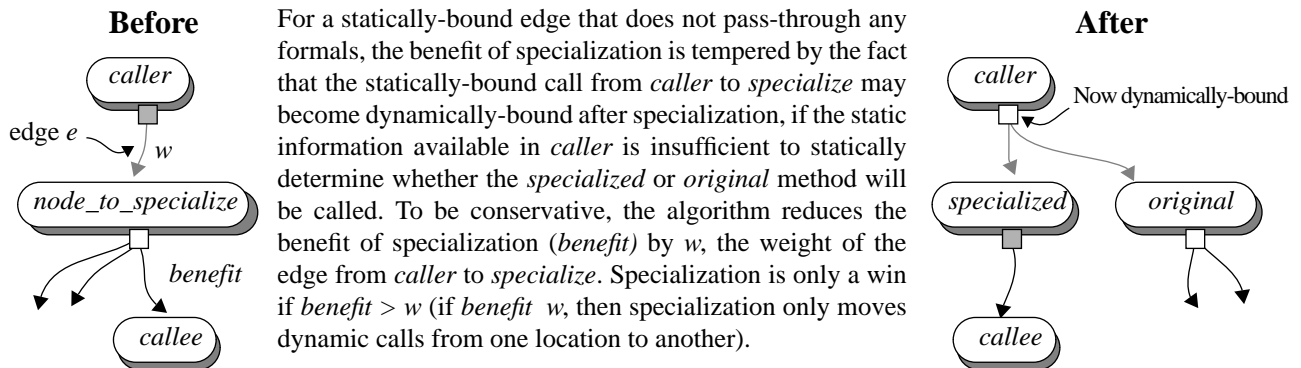 Before
caller
edge e
w
node_to_specialize
benefit
callee
For a statically-bound edge that does not pass-through any
formals, the benefit of specialization is tempered by the fact
that the statically-bound call from caller to specialize may
become dynamically-bound after specialization, if the static
information available in caller is insufficient to statically
determine whether the specialized or original method will
be called. To be conservative, the algorithm reduces the
benefit of specialization (benefit) by w, the weight of the
edge from caller to specialize. Specialization is only a win
if benefit > w (if benefit w, then specialization only moves
dynamic calls from one location to another).
After
caller
Now dynamically-bound
specialized
original
callee